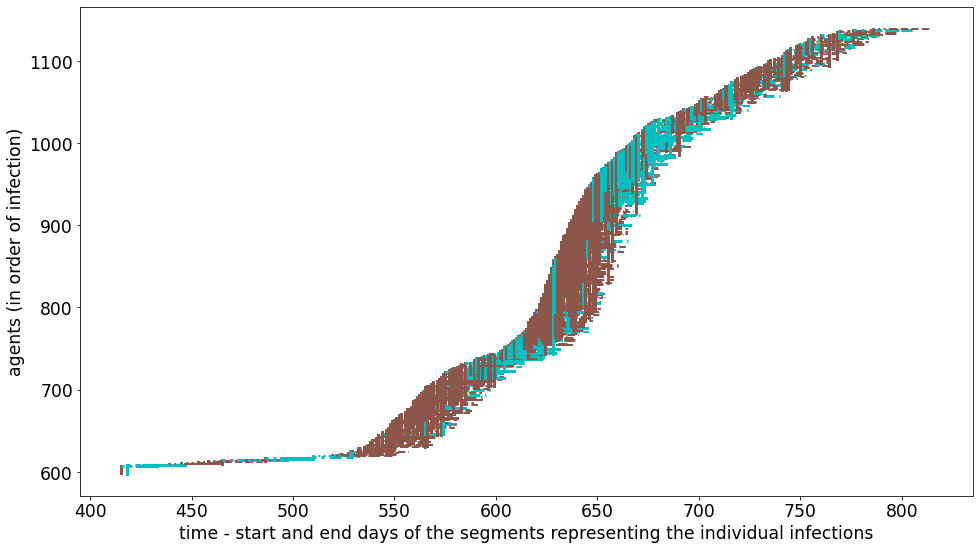 1100
1000
900
800
700
600
agents (in order of infection)
400 450 500 550 600 650 700 750 800
time - start and end days of the segments representing the individual infections